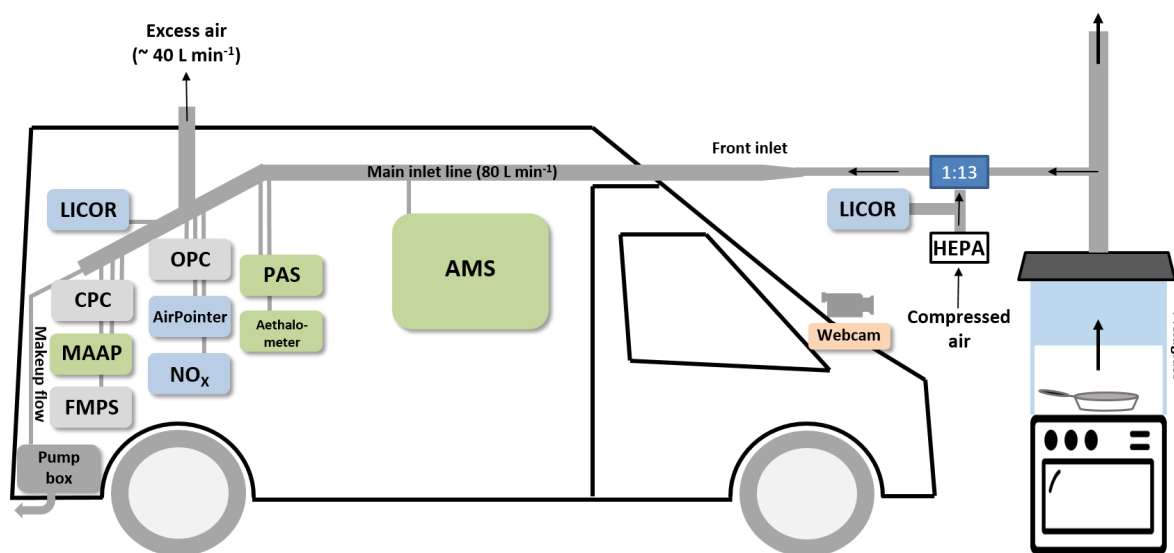 Excess air
(~ 40 L min⁻¹)
Front inlet
Main inlet line (80 L min⁻¹)
1:13
LICOR
LICOR
HEPA
OPC
PAS
AMS
CPC
AirPointer
Aethalo-
meter
Webcam
Compressed
air
MAAP
NOₓ
FMPS
Makeup flow
Pump
box